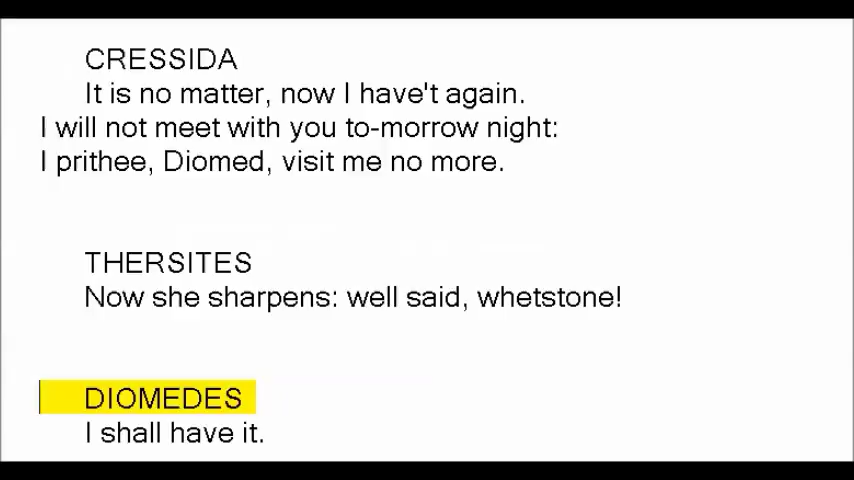 CRESSIDA
It is no matter, now I have't again.
I will not meet with you to-morrow night:
I prithee, Diomed, visit me no more.
THERSITES
Now she sharpens: well said, whetstone!
DIOMEDES
I shall have it.